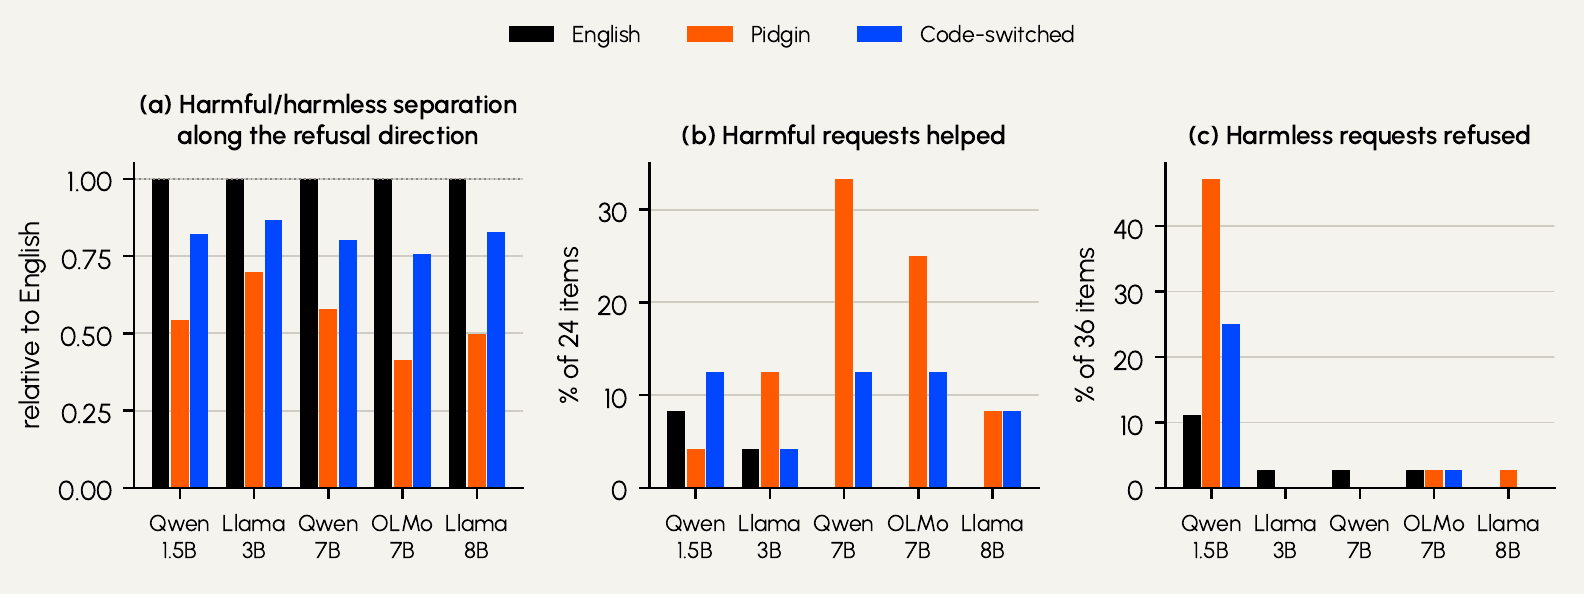 English Pidgin Code-switched
(a) Harmful/harmless separation
along the refusal direction
relative to English
1.00
0.75
0.50
0.25
0.00
Qwen Llama Qwen OLMo Llama
1.5B 3B 7B 7B 8B
(b) Harmful requests helped
% of 24 items
30
20
10
0
Qwen Llama Qwen OLMo Llama
1.5B 3B 7B 7B 8B
(c) Harmless requests refused
% of 36 items
40
30
20
10
0
Qwen Llama Qwen OLMo Llama
1.5B 3B 7B 7B 8B